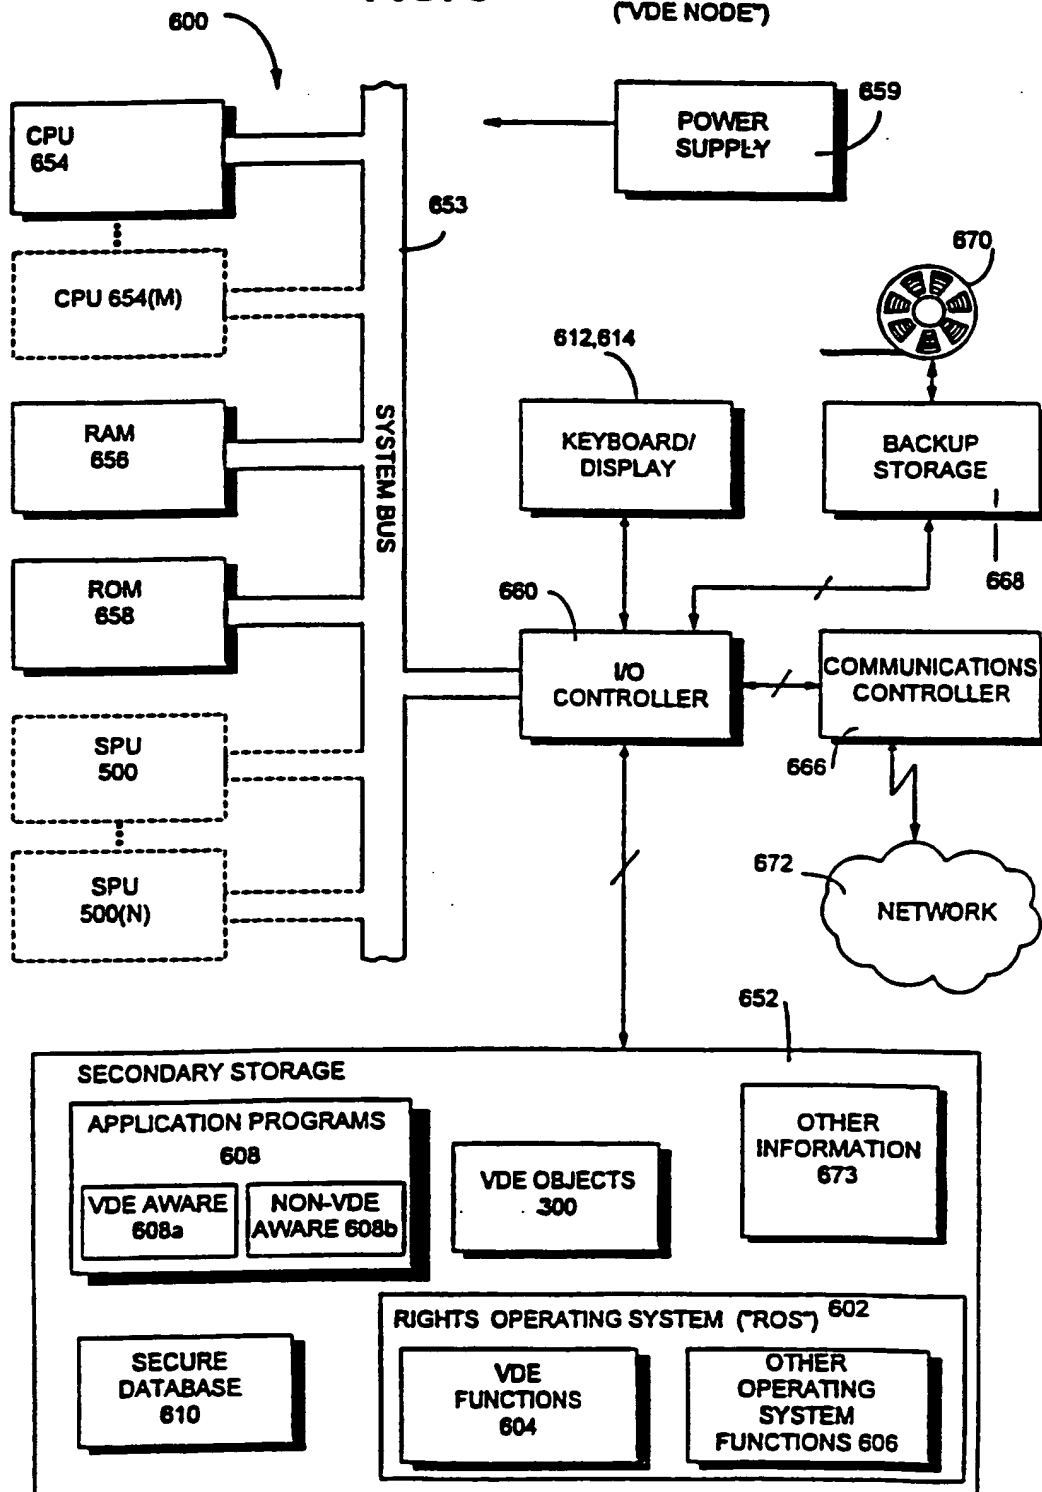 ("VDE NODE")
600
CPU
654
POWER
SUPPLY
659
653
CPU 654(M)
670
612,614
RAM
656
SYSTEM BUS
KEYBOARD/
DISPLAY
BACKUP
STORAGE
668
ROM
658
660
I/O
CONTROLLER
COMMUNICATIONS
CONTROLLER
666
SPU
500
SPU
500(N)
672
NETWORK
652
SECONDARY STORAGE
APPLICATION PROGRAMS
608
VDE AWARE
608a
NON-VDE
AWARE 608b
VDE OBJECTS
300
OTHER
INFORMATION
673
SECURE
DATABASE
610
RIGHTS OPERATING SYSTEM ("ROS") 602
VDE
FUNCTIONS
604
OTHER
OPERATING
SYSTEM
FUNCTIONS 606